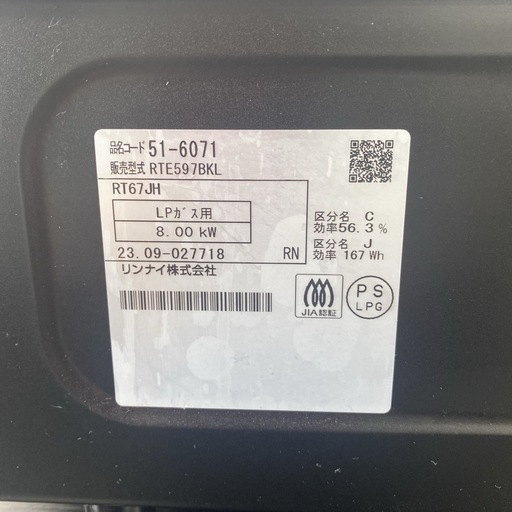 品名コード 51-6071
販売型式 RTE597BKL
RT67JH
LPガス用
8.00 kW
区分名 C
効率56.3 %
区分名 J
効率 167 Wh
23.09-027718 RN
リンナイ株式会社
JIA認証
PS
LPG